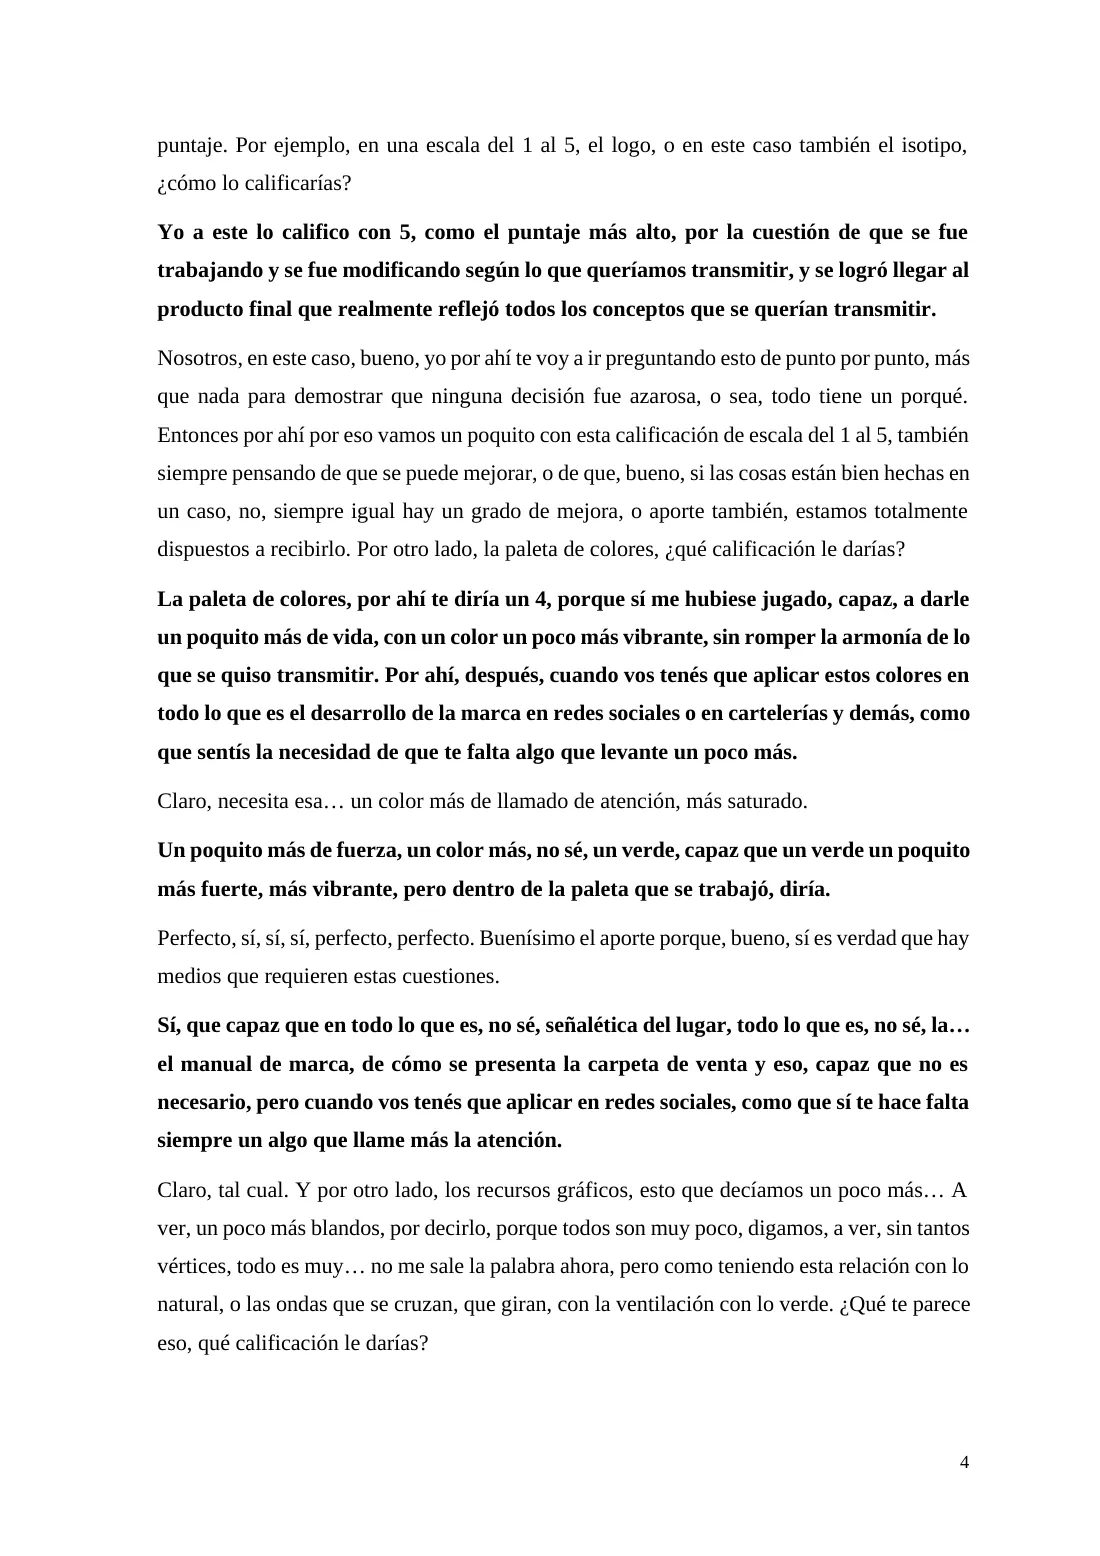 puntaje. Por ejemplo, en una escala del 1 al 5, el logo, o en este caso también el isotipo,
¿cómo lo calificarías?
Yo a este lo califico con 5, como el puntaje más alto, por la cuestión de que se fue
trabajando y se fue modificando según lo que queríamos transmitir, y se logró llegar al
producto final que realmente reflejó todos los conceptos que se querían transmitir.
Nosotros, en este caso, bueno, yo por ahí te voy a ir preguntando esto de punto por punto, más
que nada para demostrar que ninguna decisión fue azarosa, o sea, todo tiene un porqué.
Entonces por ahí por eso vamos un poquito con esta calificación de escala del 1 al 5, también
siempre pensando de que se puede mejorar, o de que, bueno, si las cosas están bien hechas en
un caso, no, siempre igual hay un grado de mejora, o aporte también, estamos totalmente
dispuestos a recibirlo. Por otro lado, la paleta de colores, ¿qué calificación le darías?
La paleta de colores, por ahí te diría un 4, porque sí me hubiese jugado, capaz, a darle
un poquito más de vida, con un color un poco más vibrante, sin romper la armonía de lo
que se quiso transmitir. Por ahí, después, cuando vos tenés que aplicar estos colores en
todo lo que es el desarrollo de la marca en redes sociales o en cartelerías y demás, como
que sentís la necesidad de que te falta algo que levante un poco más.
Claro, necesita esa… un color más de llamado de atención, más saturado.
Un poquito más de fuerza, un color más, no sé, un verde, capaz que un verde un poquito
más fuerte, más vibrante, pero dentro de la paleta que se trabajó, diría.
Perfecto, sí, sí, sí, perfecto, perfecto. Buenísimo el aporte porque, bueno, sí es verdad que hay
medios que requieren estas cuestiones.
Sí, que capaz que en todo lo que es, no sé, señalética del lugar, todo lo que es, no sé, la…
el manual de marca, de cómo se presenta la carpeta de venta y eso, capaz que no es
necesario, pero cuando vos tenés que aplicar en redes sociales, como que sí te hace falta
siempre un algo que llame más la atención.
Claro, tal cual. Y por otro lado, los recursos gráficos, esto que decíamos un poco más… A
ver, un poco más blandos, por decirlo, porque todos son muy poco, digamos, a ver, sin tantos
vértices, todo es muy… no me sale la palabra ahora, pero como teniendo esta relación con lo
natural, o las ondas que se cruzan, que giran, con la ventilación con lo verde. ¿Qué te parece
eso, qué calificación le darías?
4